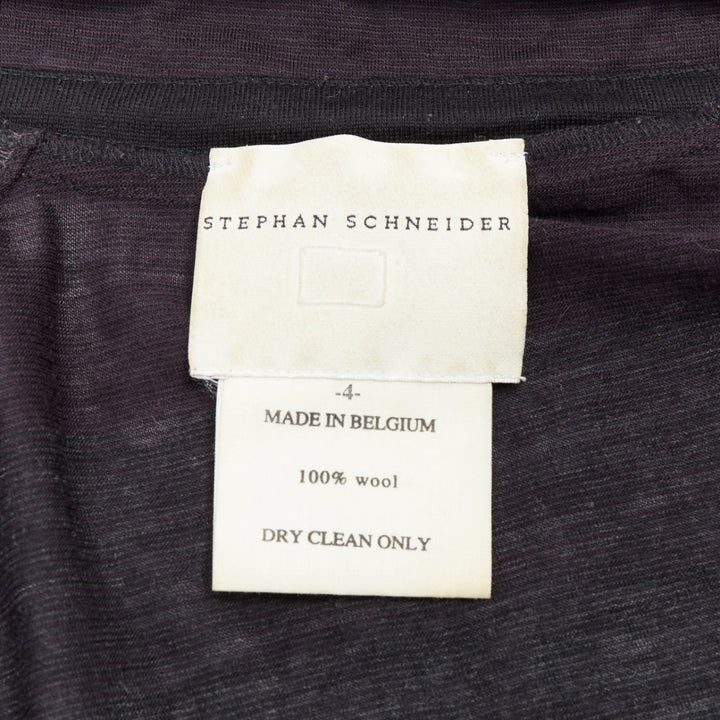 STEPHAN SCHNEIDER
-4-
MADE IN BELGIUM
100% wool
DRY CLEAN ONLY